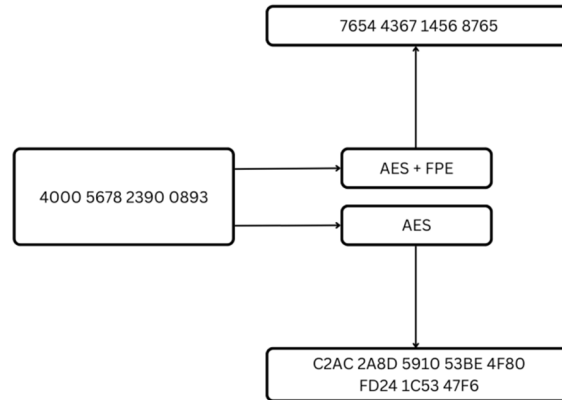 7654 4367 1456 8765
AES + FPE
4000 5678 2390 0893
AES
C2AC 2A8D 5910 53BE 4F80
FD24 1C53 47F6